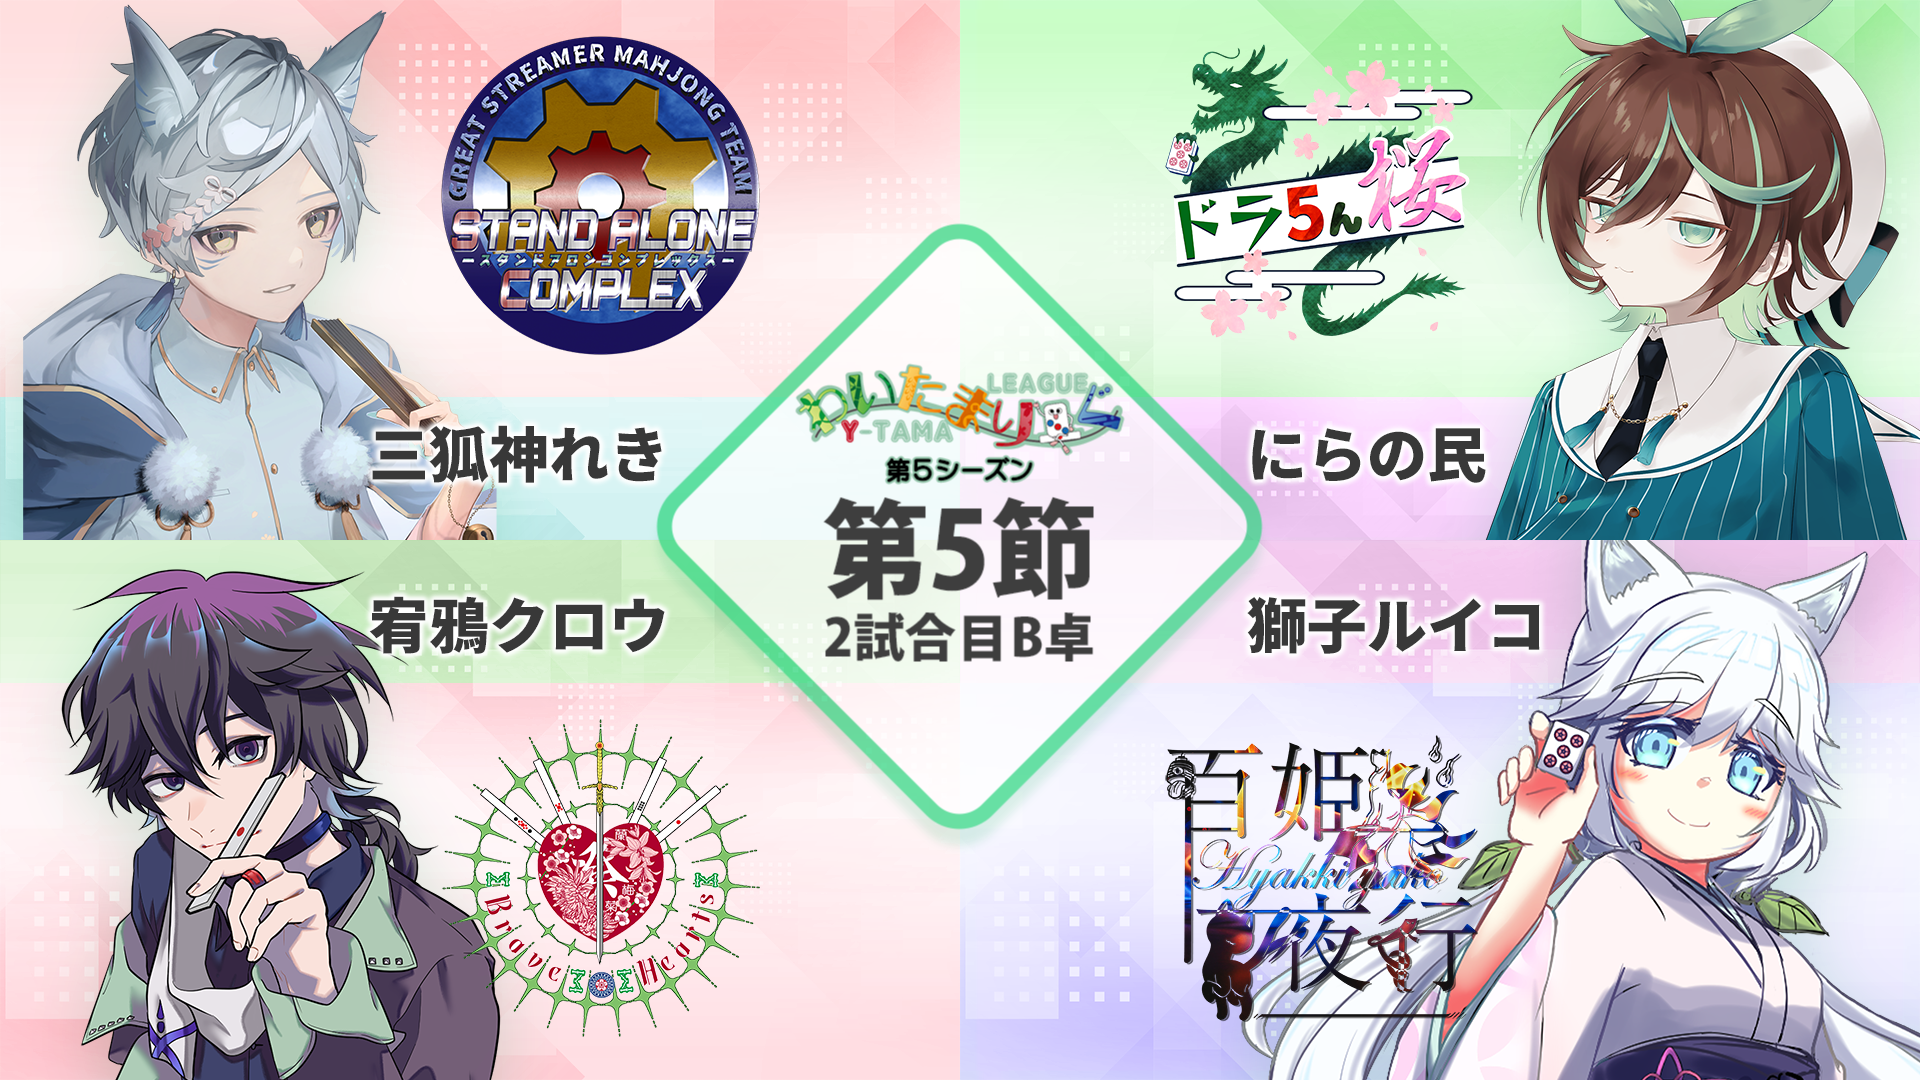 GREAT STREAMER MAHJONG TEAM
STAND ALONE
ースタンドアロンコンプレックスー
COMPLEX
三狐神れき
ドラ5ん桜
にらの民
わいたまりーぐ
LEAGUE
Y-TAMA
第5シーズン
第5節
2試合目B卓
宥鴉クロウ
Brave Hearts
獅子ルイコ
百姫夜行
Hyakkiyako